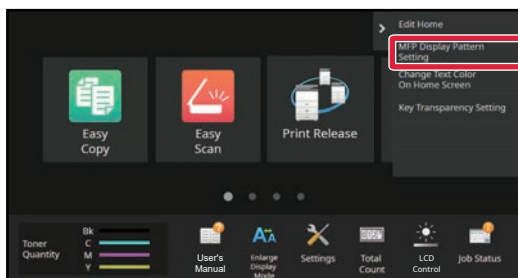 Edit Home
MFP Display Pattern
Setting
Change Text Color
On Home Screen
Key Transparency Setting
Easy
Copy
Easy
Scan
Print Release
Toner
Quantity
Bk
C
M
Y
User's
Manual
Enlarge
Display
Mode
Settings
Total
Count
LCD
Control
Job Status